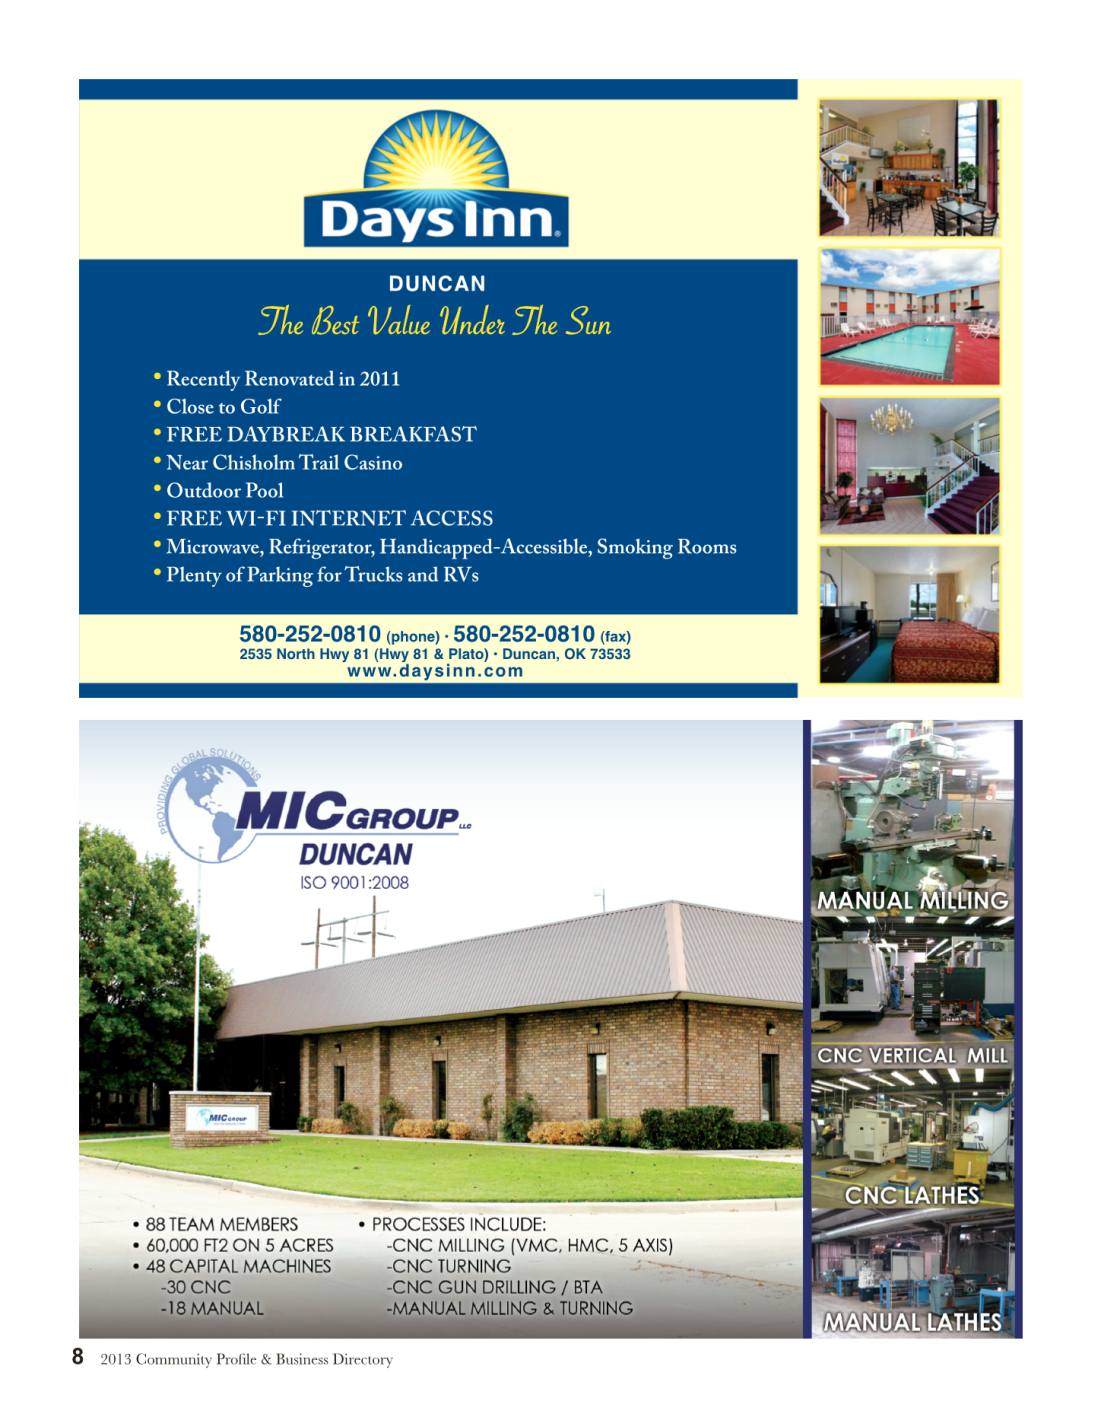 Days Inn®
DUNCAN
The Best Value Under The Sun
• Recently Renovated in 2011
• Close to Golf
• FREE DAYBREAK BREAKFAST
• Near Chisholm Trail Casino
• Outdoor Pool
• FREE WI-FI INTERNET ACCESS
• Microwave, Refrigerator, Handicapped-Accessible, Smoking Rooms
• Plenty of Parking for Trucks and RVs
580-252-0810 (phone) · 580-252-0810 (fax)
2535 North Hwy 81 (Hwy 81 & Plato) · Duncan, OK 73533
www.daysinn.com
PROVIDING GLOBAL SOLUTIONS
MIC GROUP LLC
DUNCAN
ISO 9001:2008
MIC GROUP
• 88 TEAM MEMBERS
• 60,000 FT2 ON 5 ACRES
• 48 CAPITAL MACHINES
-30 CNC
-18 MANUAL
• PROCESSES INCLUDE:
-CNC MILLING (VMC, HMC, 5 AXIS)
-CNC TURNING
-CNC GUN DRILLING / BTA
-MANUAL MILLING & TURNING
MANUAL MILLING
CNC VERTICAL MILL
CNC LATHES
MANUAL LATHES
8 2013 Community Profile & Business Directory